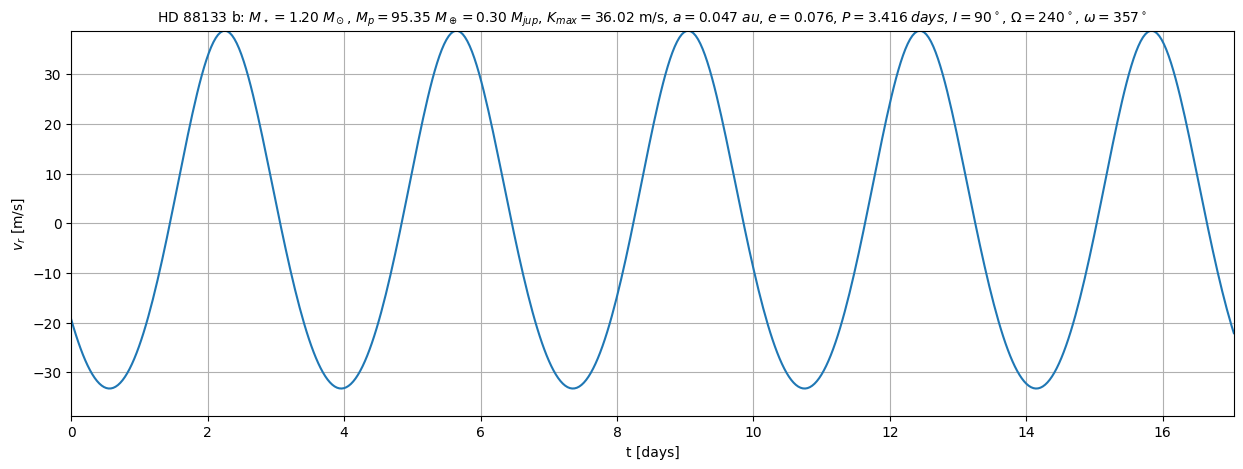 HD 88133 b: M⋆ = 1.20 M⊙, Mp = 95.35 M⊕ = 0.30 Mjup, Kmax = 36.02 m/s, a = 0.047 au, e = 0.076, P = 3.416 days, I = 90°, Ω = 240°, ω = 357°
30
20
10
0
−10
−20
−30
vr [m/s]
0 2 4 6 8 10 12 14 16
t [days]